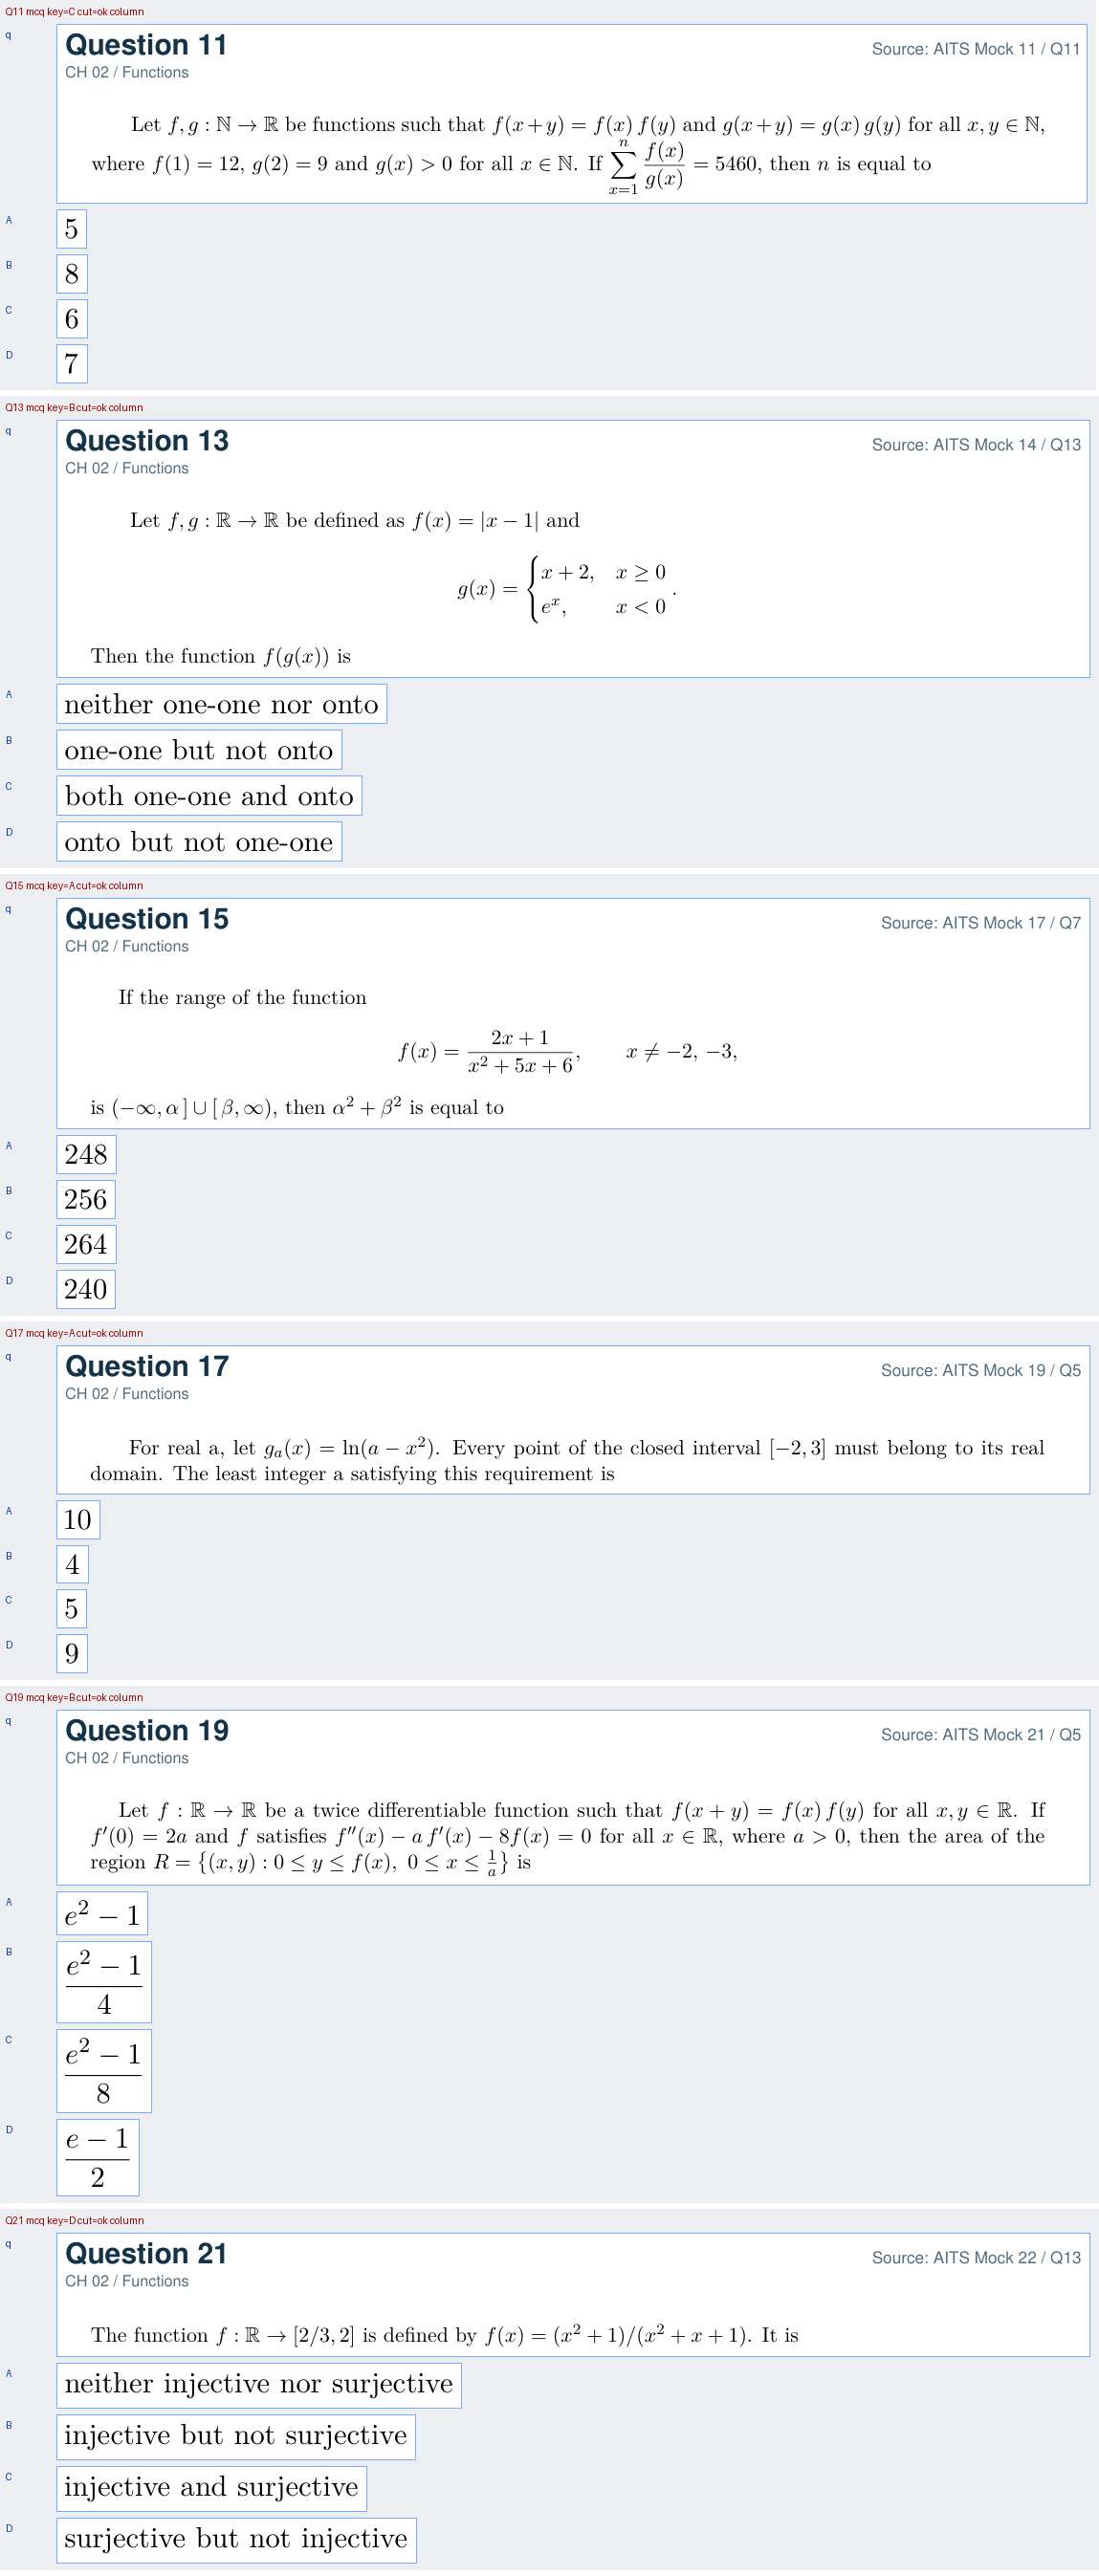 Q11 mcq key=C cut=ok column
q
Question 11
Source: AITS Mock 11 / Q11
CH 02 / Functions
Let f, g : ℕ → ℝ be functions such that f(x+y) = f(x) f(y) and g(x+y) = g(x) g(y) for all x, y ∈ ℕ,
where f(1) = 12, g(2) = 9 and g(x) > 0 for all x ∈ ℕ. If ∑_{x=1}^{n} f(x)/g(x) = 5460, then n is equal to
A
5
B
8
C
6
D
7
Q13 mcq key=B cut=ok column
q
Question 13
Source: AITS Mock 14 / Q13
CH 02 / Functions
Let f, g : ℝ → ℝ be defined as f(x) = |x − 1| and
g(x) = { x + 2, x ≥ 0
e^x, x < 0 .
Then the function f(g(x)) is
A
neither one-one nor onto
B
one-one but not onto
C
both one-one and onto
D
onto but not one-one
Q15 mcq key=A cut=ok column
q
Question 15
Source: AITS Mock 17 / Q7
CH 02 / Functions
If the range of the function
f(x) = (2x + 1)/(x² + 5x + 6), x ≠ −2, −3,
is (−∞, α] ∪ [β, ∞), then α² + β² is equal to
A
248
B
256
C
264
D
240
Q17 mcq key=A cut=ok column
q
Question 17
Source: AITS Mock 19 / Q5
CH 02 / Functions
For real a, let gₐ(x) = ln(a − x²). Every point of the closed interval [−2, 3] must belong to its real
domain. The least integer a satisfying this requirement is
A
10
B
4
C
5
D
9
Q19 mcq key=B cut=ok column
q
Question 19
Source: AITS Mock 21 / Q5
CH 02 / Functions
Let f : ℝ → ℝ be a twice differentiable function such that f(x + y) = f(x) f(y) for all x, y ∈ ℝ. If
f′(0) = 2a and f satisfies f″(x) − a f′(x) − 8f(x) = 0 for all x ∈ ℝ, where a > 0, then the area of the
region R = {(x, y) : 0 ≤ y ≤ f(x), 0 ≤ x ≤ 1/a} is
A
e² − 1
B
(e² − 1)/4
C
(e² − 1)/8
D
(e − 1)/2
Q21 mcq key=D cut=ok column
q
Question 21
Source: AITS Mock 22 / Q13
CH 02 / Functions
The function f : ℝ → [2/3, 2] is defined by f(x) = (x² + 1)/(x² + x + 1). It is
A
neither injective nor surjective
B
injective but not surjective
C
injective and surjective
D
surjective but not injective